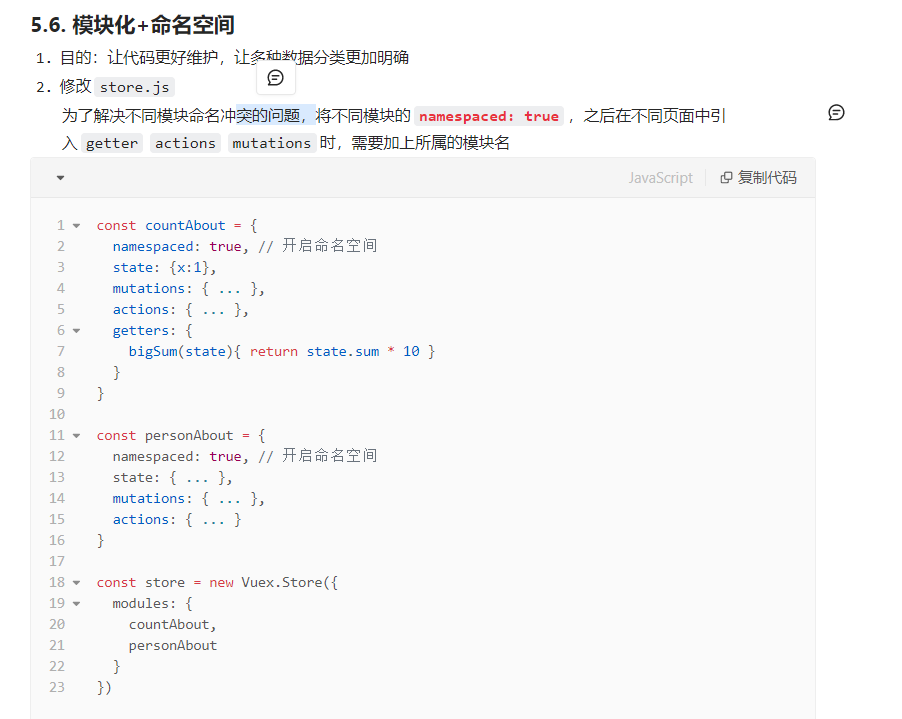 5.6. 模块化+命名空间
1. 目的：让代码更好维护，让多种数据分类更加明确
2. 修改 store.js
为了解决不同模块命名冲突的问题，将不同模块的 namespaced: true ，之后在不同页面中引
入 getter actions mutations 时，需要加上所属的模块名
JavaScript 复制代码
1 const countAbout = {
2 namespaced: true, // 开启命名空间
3 state: {x:1},
4 mutations: { ... },
5 actions: { ... },
6 getters: {
7 bigSum(state){ return state.sum * 10 }
8 }
9 }
10
11 const personAbout = {
12 namespaced: true, // 开启命名空间
13 state: { ... },
14 mutations: { ... },
15 actions: { ... }
16 }
17
18 const store = new Vuex.Store({
19 modules: {
20 countAbout,
21 personAbout
22 }
23 })